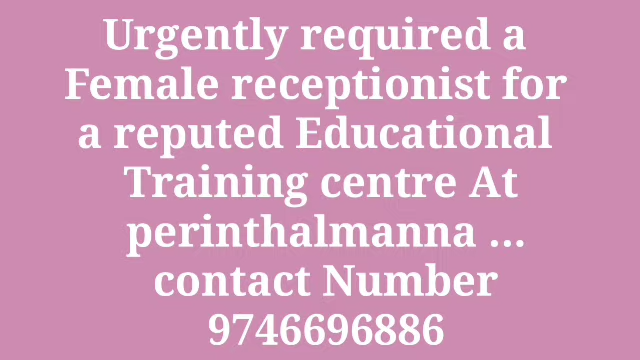 Urgently required a
Female receptionist for
a reputed Educational
Training centre At
perinthalmanna ...
contact Number
9746696886